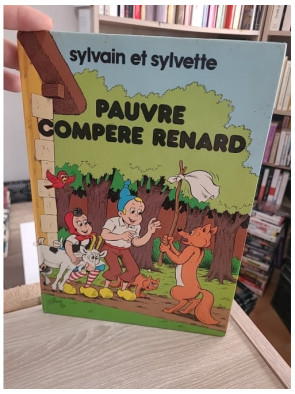 sylvain et sylvette
PAUVRE
COMPERE RENARD